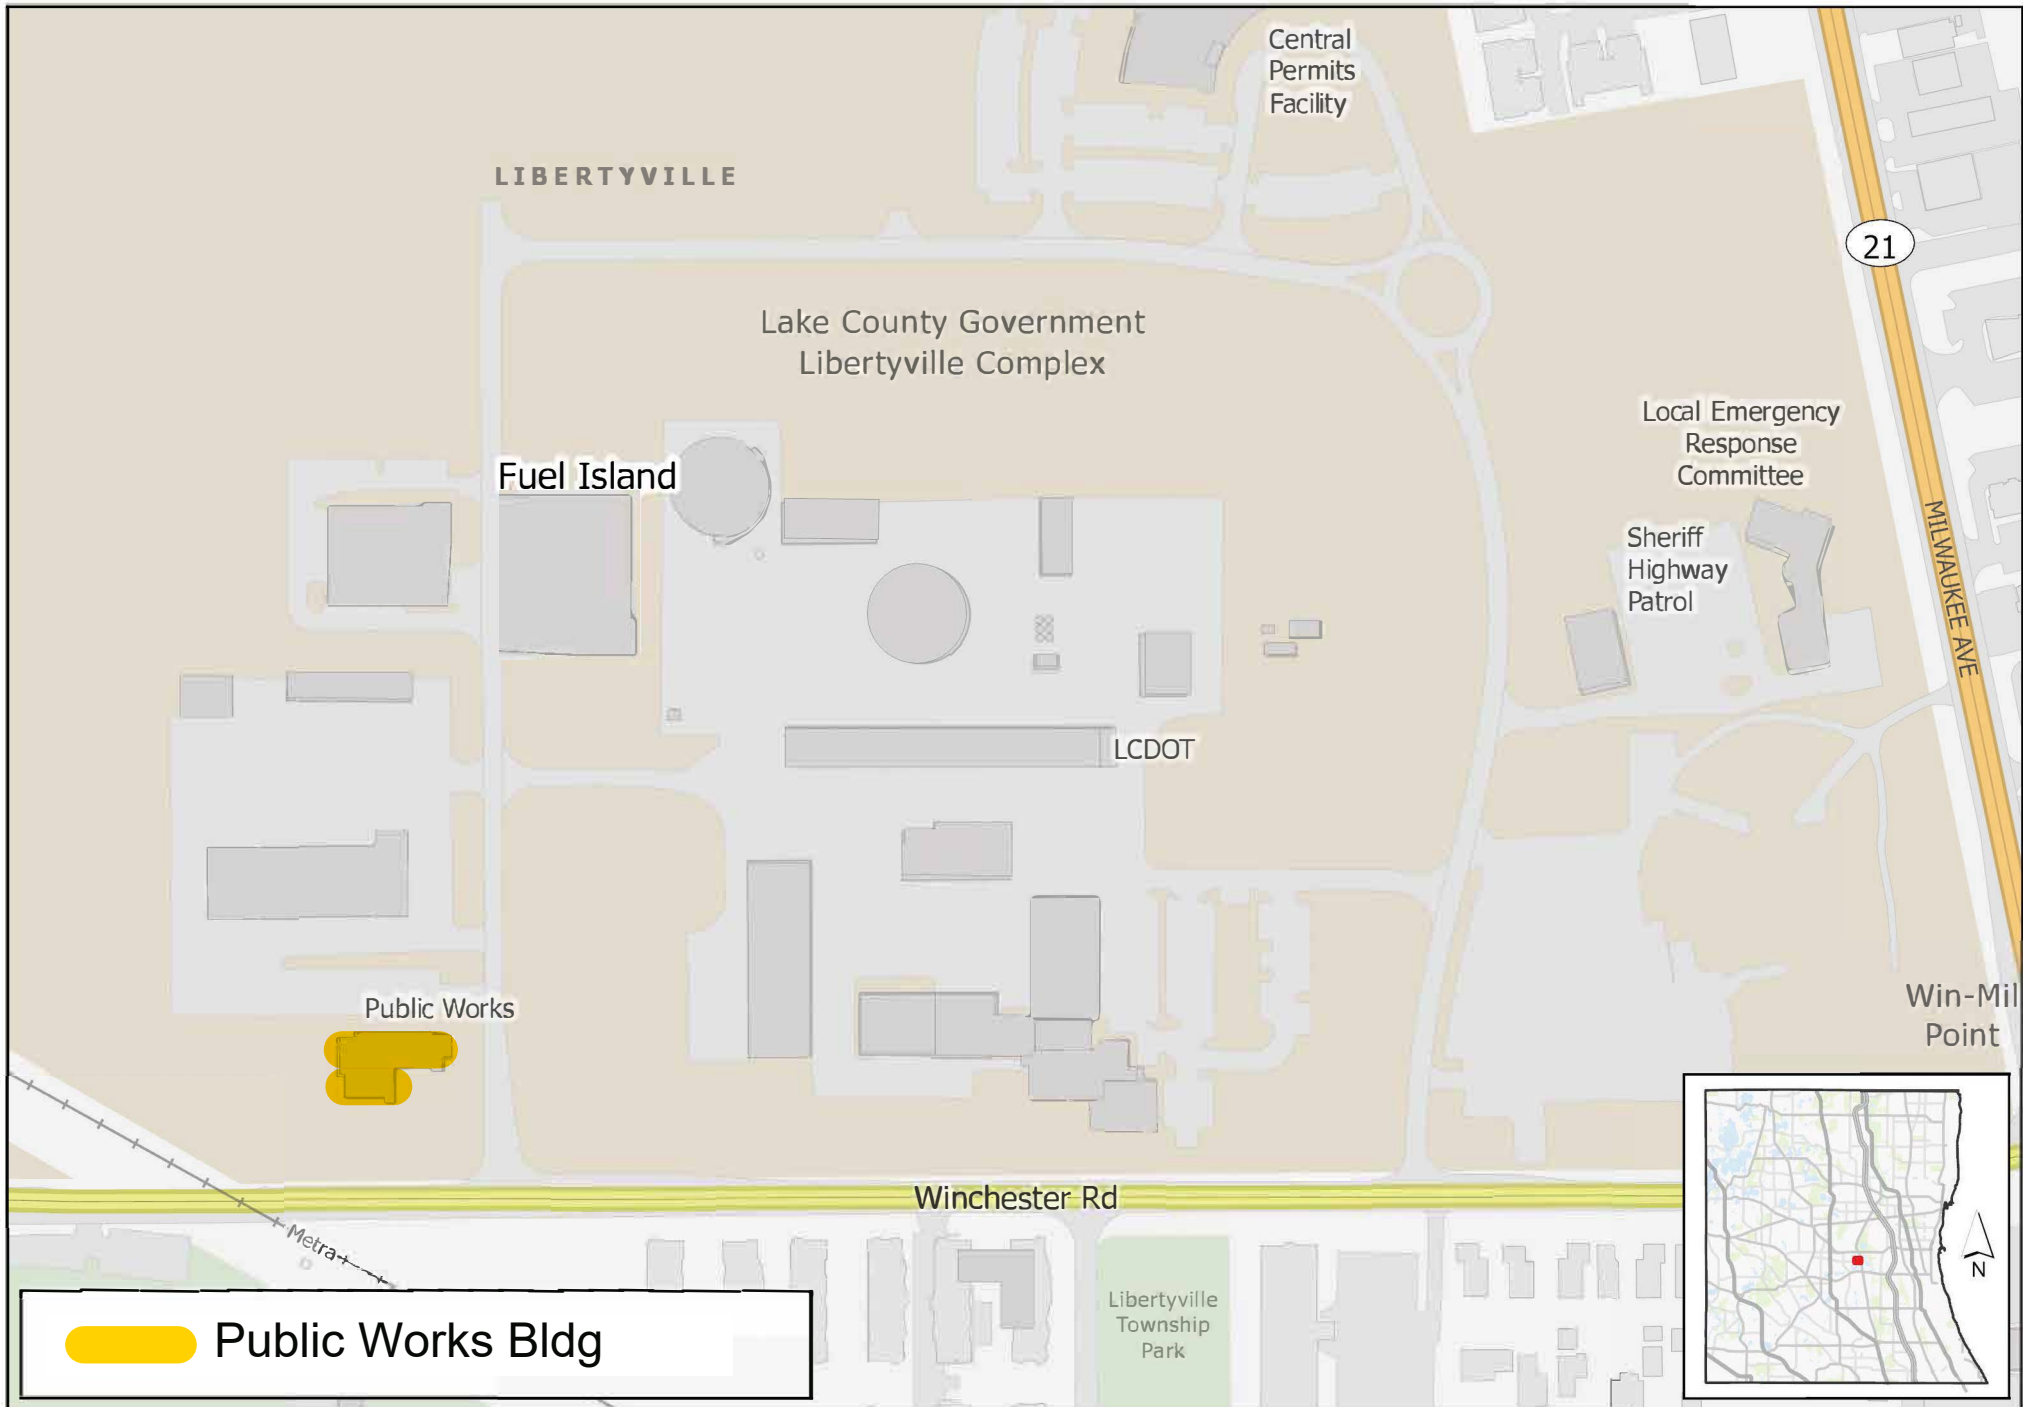 Central
Permits
Facility
LIBERTYVILLE
21
Lake County Government
Libertyville Complex
Local Emergency
Response
Committee
Fuel Island
MILWAUKEE AVE
Sheriff
Highway
Patrol
LCDOT
Public Works
Win-Mil
Point
Winchester Rd
Metra
N
Libertyville
Township
Park
Public Works Bldg